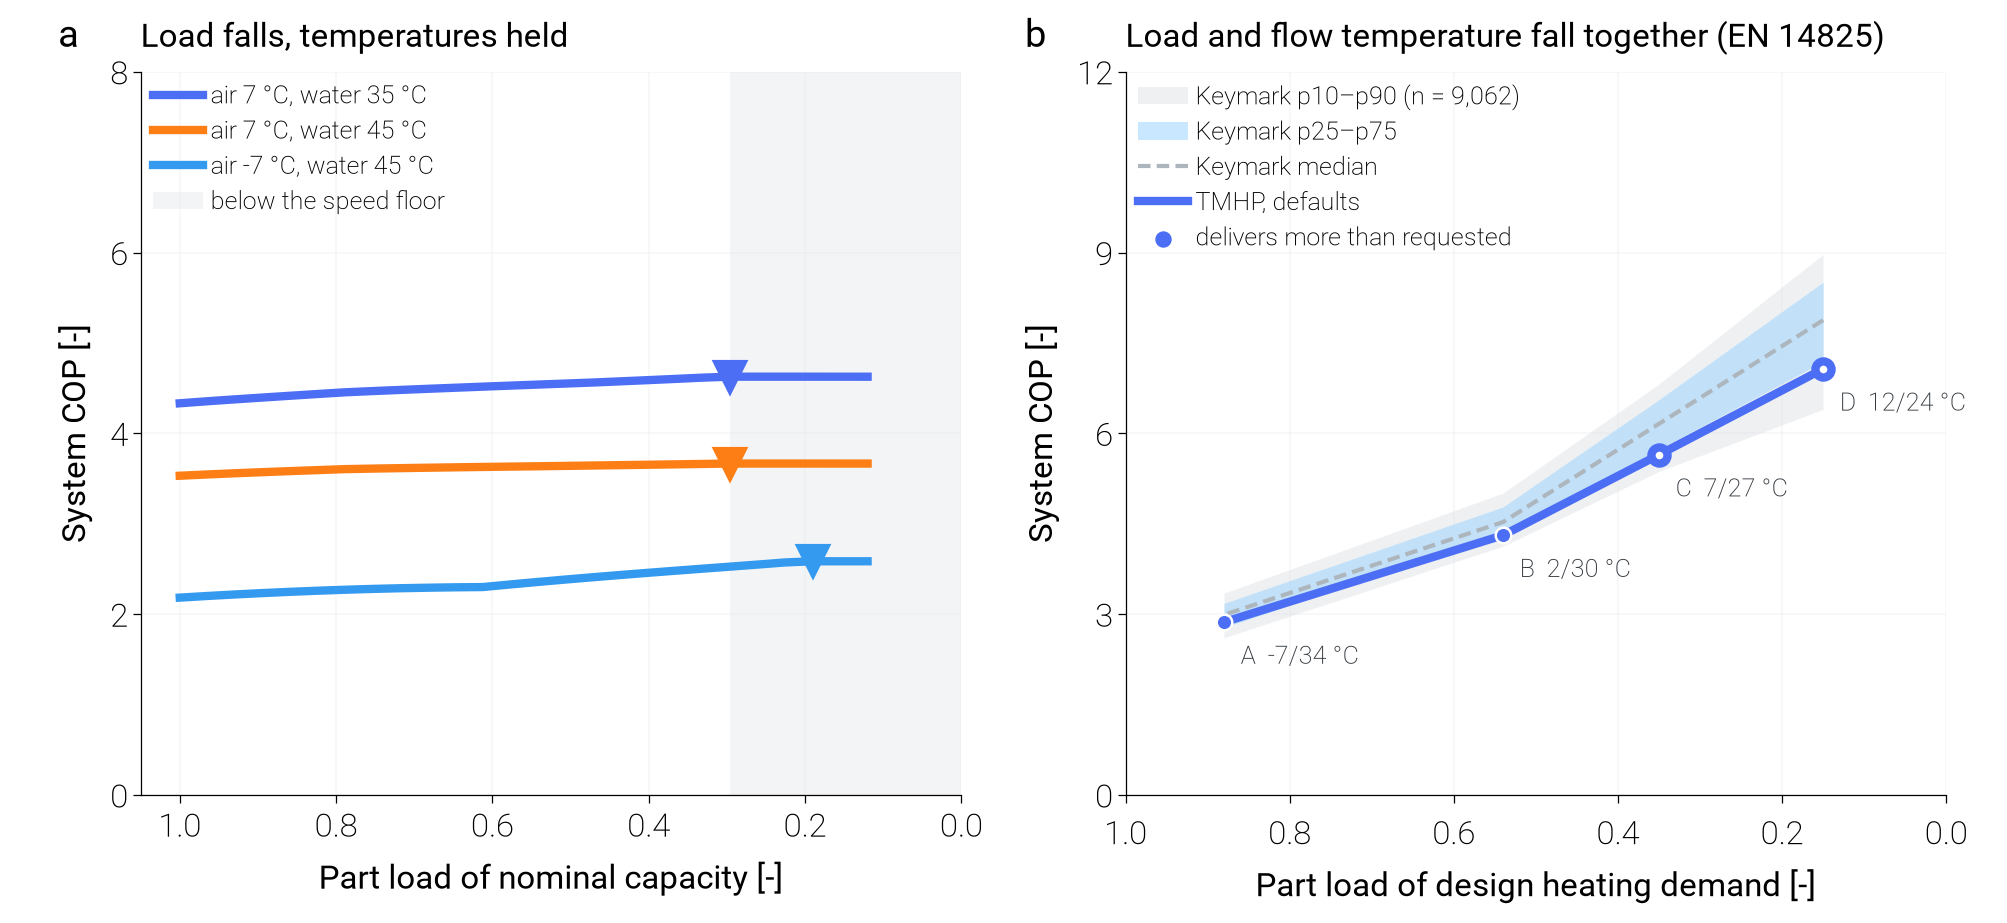 a
Load falls, temperatures held
8
6
4
2
0
System COP [-]
air 7 °C, water 35 °C
air 7 °C, water 45 °C
air -7 °C, water 45 °C
below the speed floor
1.0 0.8 0.6 0.4 0.2 0.0
Part load of nominal capacity [-]
b
Load and flow temperature fall together (EN 14825)
12
9
6
3
0
System COP [-]
Keymark p10–p90 (n = 9,062)
Keymark p25–p75
Keymark median
TMHP, defaults
delivers more than requested
D 12/24 °C
C 7/27 °C
B 2/30 °C
A -7/34 °C
1.0 0.8 0.6 0.4 0.2 0.0
Part load of design heating demand [-]